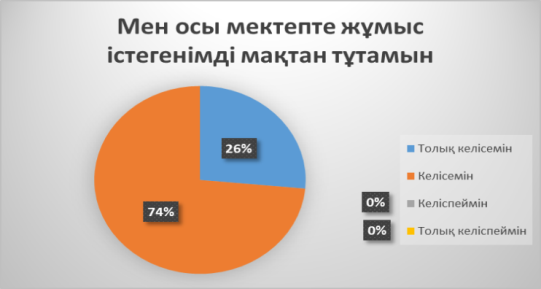 Мен осы мектепте жұмыс
істегенімді мақтан тұтамын
26%
74%
0%
0%
Толық келісемін
Келісемін
Келіспеймін
Толық келіспеймін